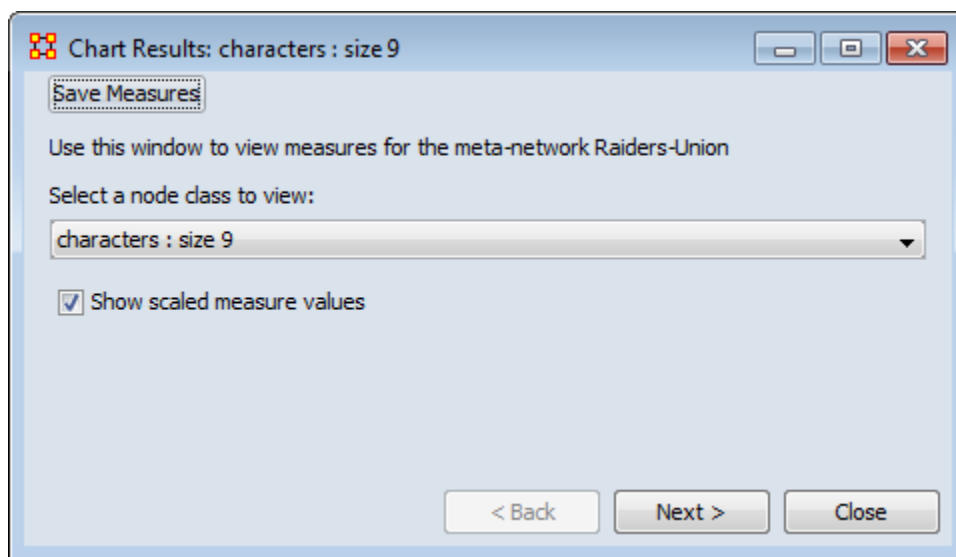 Chart Results: characters : size 9
Save Measures
Use this window to view measures for the meta-network Raiders-Union
Select a node class to view:
characters : size 9
Show scaled measure values
< Back Next > Close